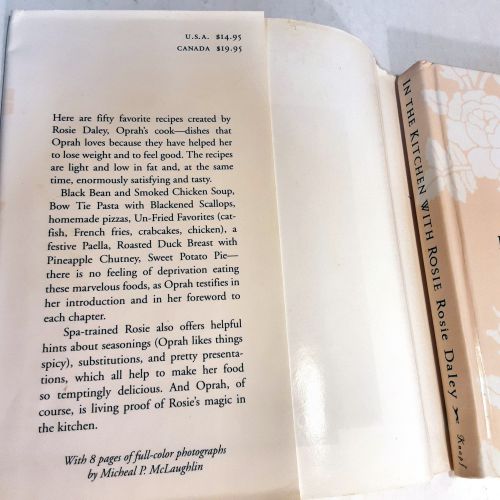 U.S.A. $14.95
CANADA $19.95
Here are fifty favorite recipes created by
Rosie Daley, Oprah's cook—dishes that
Oprah loves because they have helped her
to lose weight and to feel good. The recipes
are light and low in fat and, at the same
time, enormously satisfying and tasty.
Black Bean and Smoked Chicken Soup,
Bow Tie Pasta with Blackened Scallops,
homemade pizzas, Un-Fried Favorites (cat-
fish, French fries, crabcakes, chicken), a
festive Paella, Roasted Duck Breast with
Pineapple Chutney, Sweet Potato Pie—
there is no feeling of deprivation eating
these marvelous foods, as Oprah testifies in
her introduction and in her foreword to
each chapter.
Spa-trained Rosie also offers helpful
hints about seasonings (Oprah likes things
spicy), substitutions, and pretty presenta-
tions, which all help to make her food
so temptingly delicious. And Oprah, of
course, is living proof of Rosie's magic in
the kitchen.
With 8 pages of full-color photographs
by Micheal P. McLaughlin
IN THE KITCHEN WITH ROSIE Rosie Daley Knopf